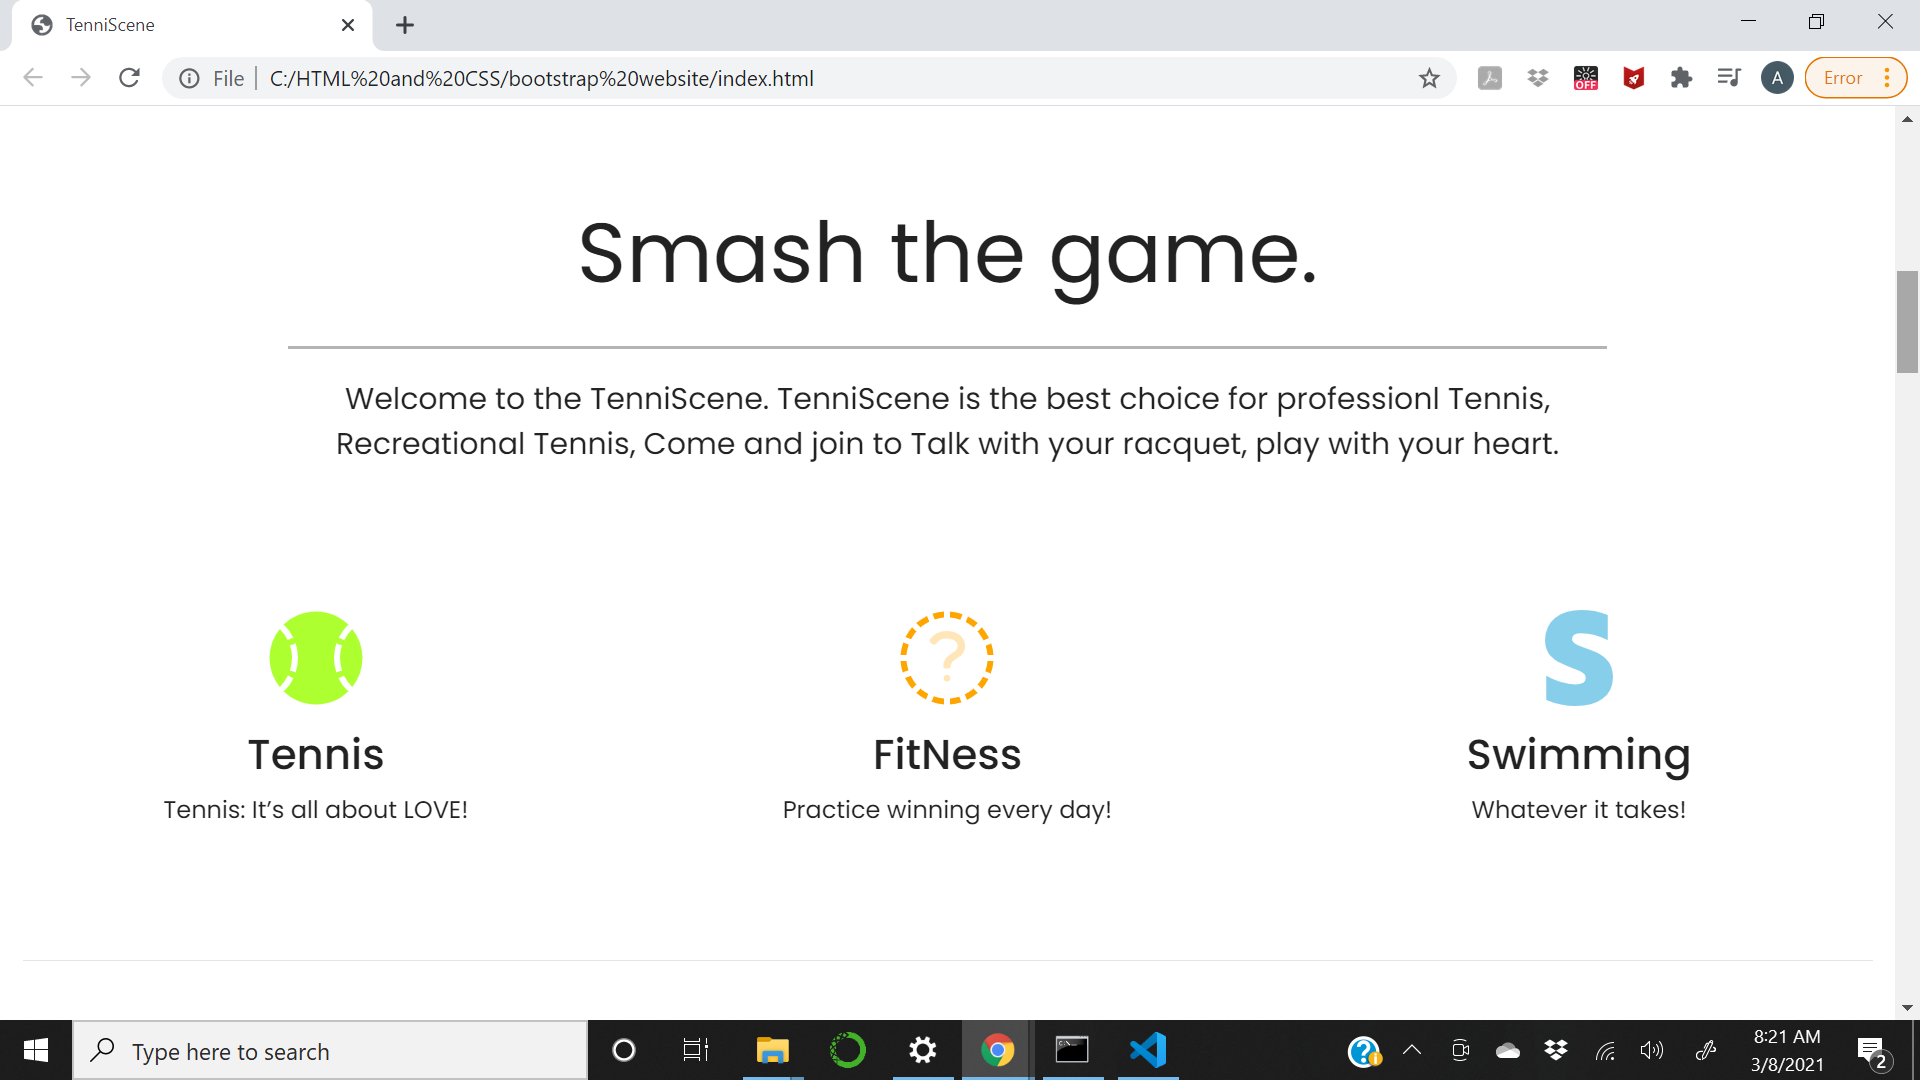 TenniScene
File
C:/HTML%20and%20CSS/bootstrap%20website/index.html
OFF
A
Error
Smash the game.
Welcome to the TenniScene. TenniScene is the best choice for professionl Tennis,
Recreational Tennis, Come and join to Talk with your racquet, play with your heart.
?
S
Tennis
FitNess
Swimming
Tennis: It’s all about LOVE!
Practice winning every day!
Whatever it takes!
Type here to search
8:21 AM
3/8/2021
2